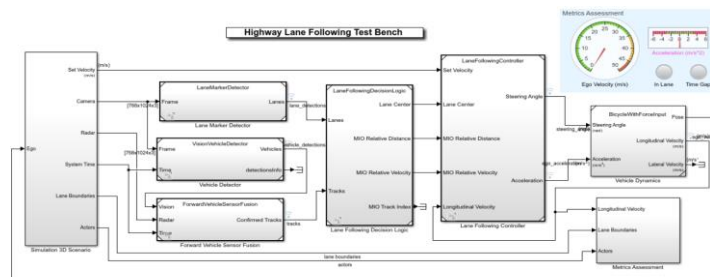 Highway Lane Following Test Bench
Metrics Assessment
Acceleration (m/s^2)
Ego Velocity (m/s)
In Lane
Time Gap
Ego
Set Velocity
(m/s)
Camera
Radar
System Time
Lane Boundaries
Actors
Simulation 3D Scenario
LaneMarkerDetector
Frame
Lanes
lane_detections
Lane Marker Detector
VisionVehicleDetector
Frame
Vehicles
Time
detectionsInfo
Vehicle Detector
ForwardVehicleSensorFusion
Vision
Radar
Confirmed Tracks
tracks
Time
Forward Vehicle Sensor Fusion
LaneFollowingDecisionLogic
Lane Center
Lanes
MIO Relative Distance
MIO Relative Velocity
Tracks
MIO Track Index
Lane Following Decision Logic
LaneFollowingController
Set Velocity
Steering Angle
Lane Center
MIO Relative Distance
MIO Relative Velocity
Acceleration
Longitudinal Velocity
Lane Following Controller
BicycleWithForceInput
Pose
Steering Angle
Longitudinal Velocity
Acceleration
Lateral Velocity
Vehicle Dynamics
Longitudinal Velocity
Lane Boundaries
Actors
Metrics Assessment
lane boundaries
actors